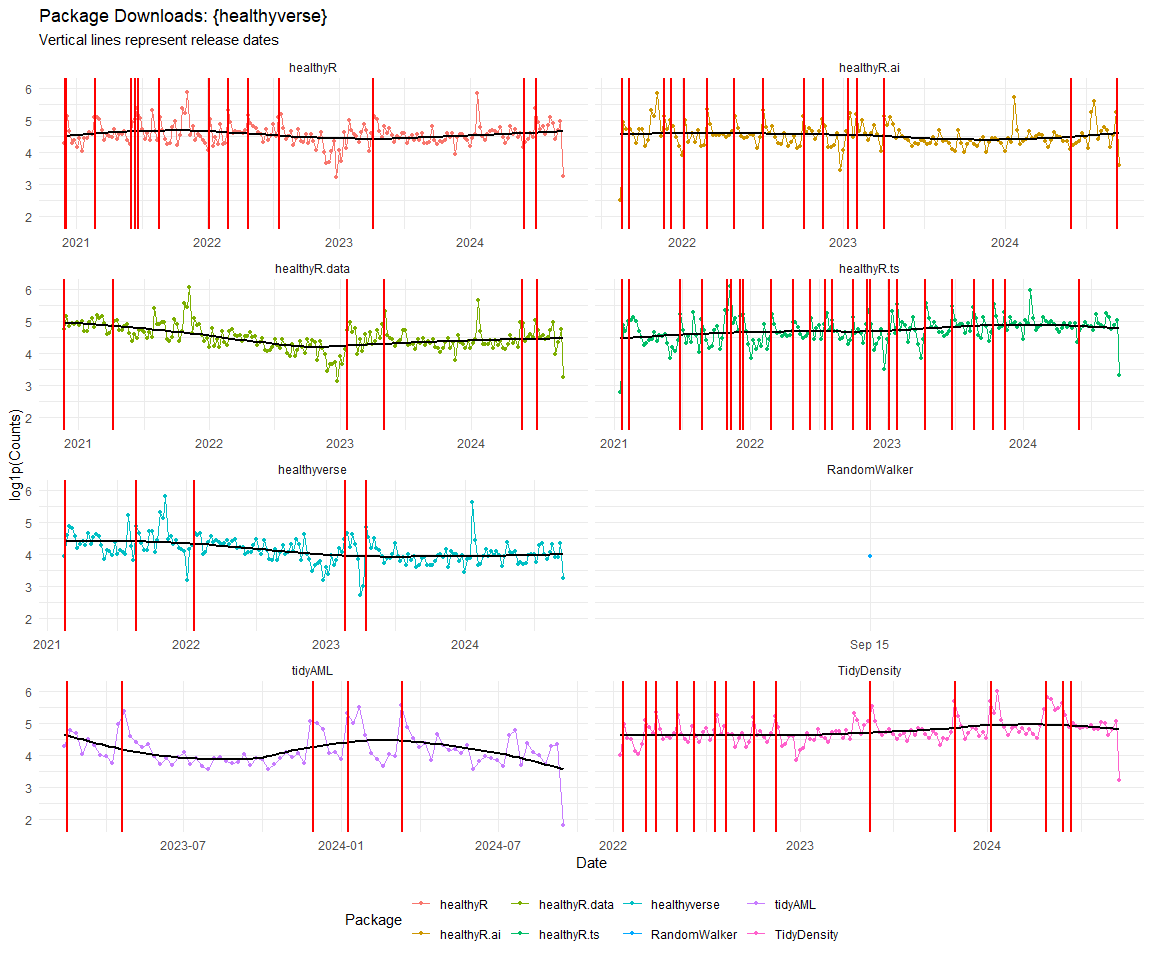 Package Downloads: {healthyverse}
Vertical lines represent release dates
healthyR
healthyR.ai
6
5
4
3
2
2021 2022 2023 2024
2022 2023 2024
healthyR.data
healthyR.ts
6
5
4
3
2
2021 2022 2023 2024
2021 2022 2023 2024
log1p(Counts)
healthyverse
RandomWalker
6
5
4
3
2
2021 2022 2023 2024
Sep 15
tidyAML
TidyDensity
6
5
4
3
2
2023-07 2024-01 2024-07
2022 2023 2024
Date
Package
healthyR healthyR.data healthyverse tidyAML
healthyR.ai healthyR.ts RandomWalker TidyDensity